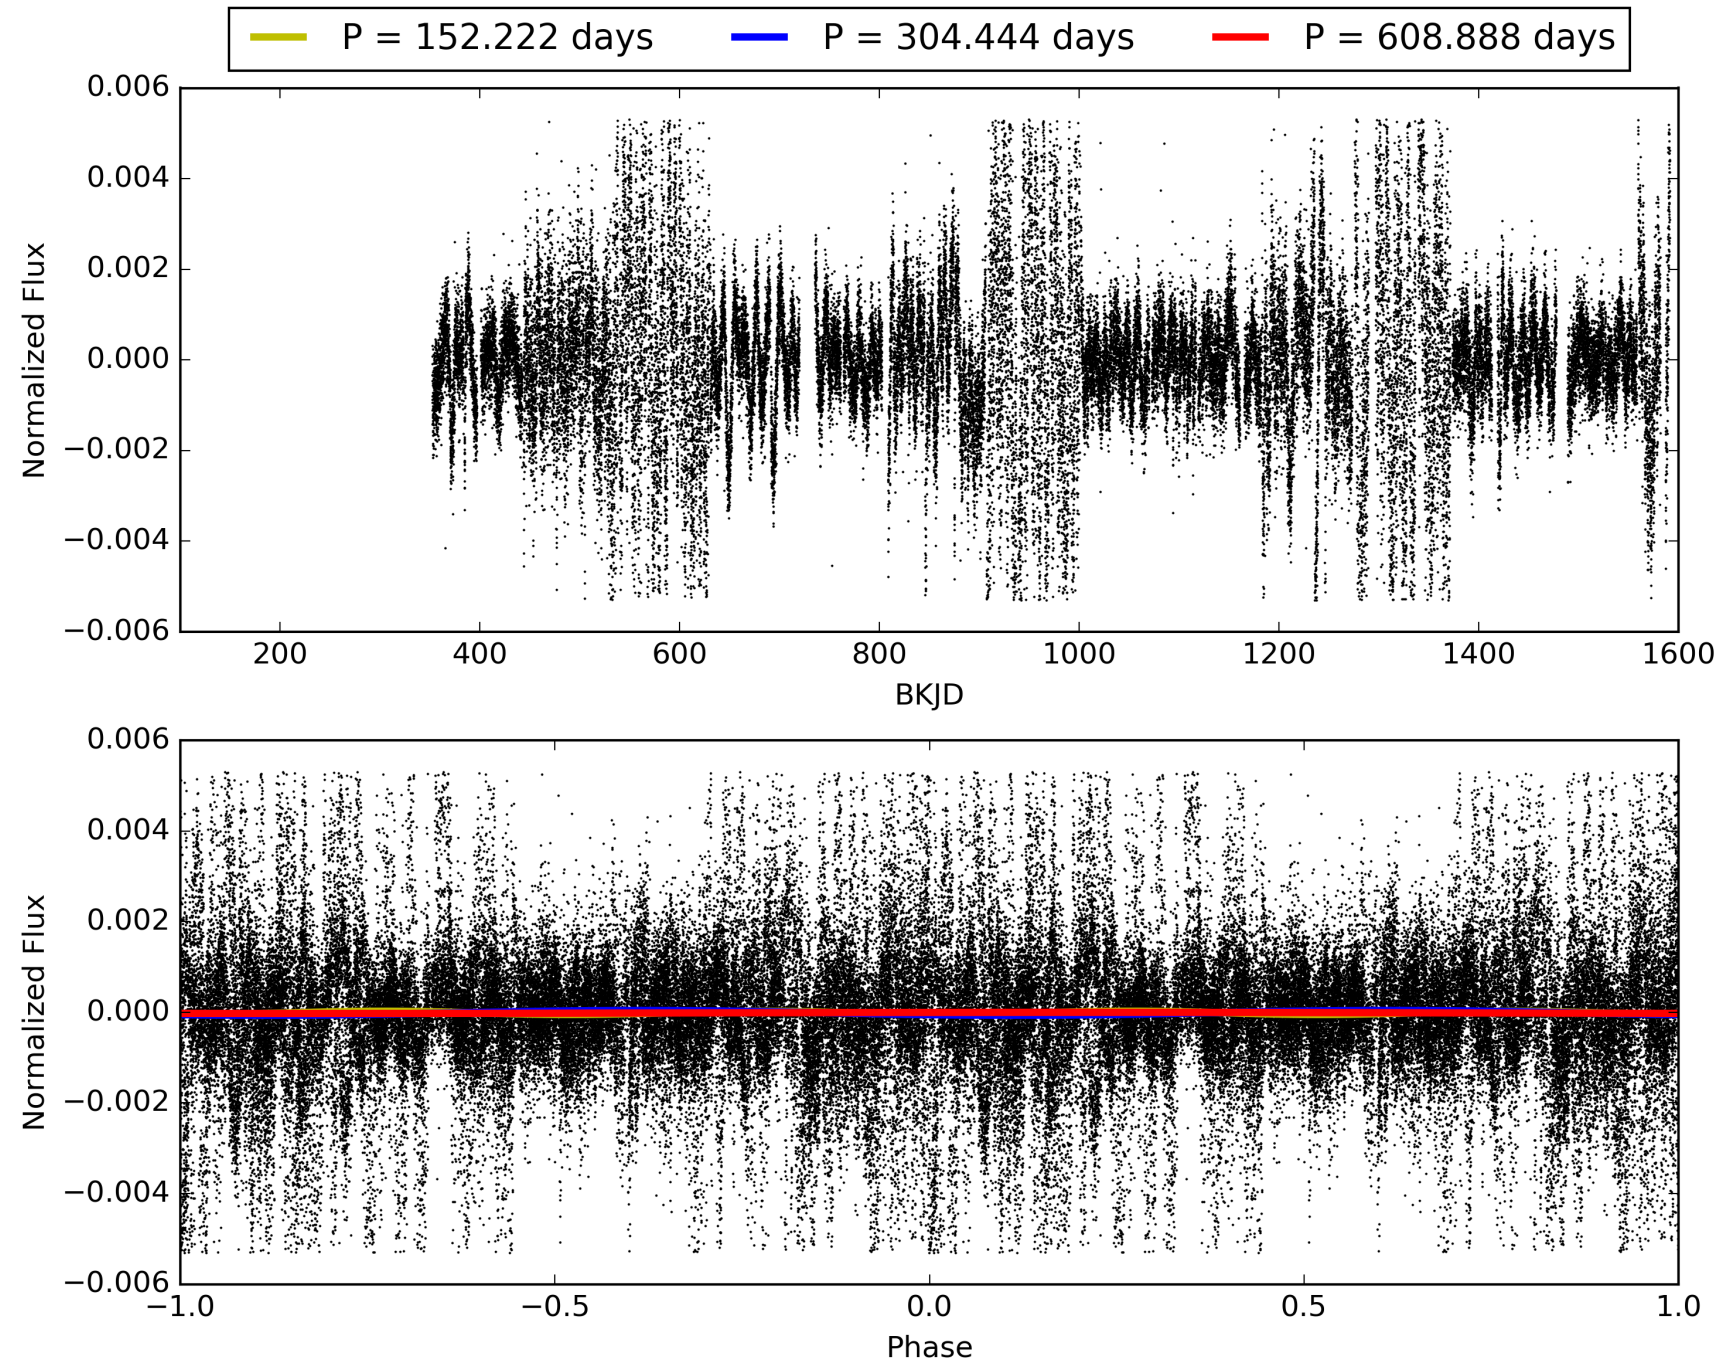 P = 152.222 days P = 304.444 days P = 608.888 days
0.006
0.004
0.002
0.000
−0.002
−0.004
−0.006
Normalized Flux
200 400 600 800 1000 1200 1400 1600
BKJD
0.006
0.004
0.002
0.000
−0.002
−0.004
−0.006
Normalized Flux
−1.0 −0.5 0.0 0.5 1.0
Phase